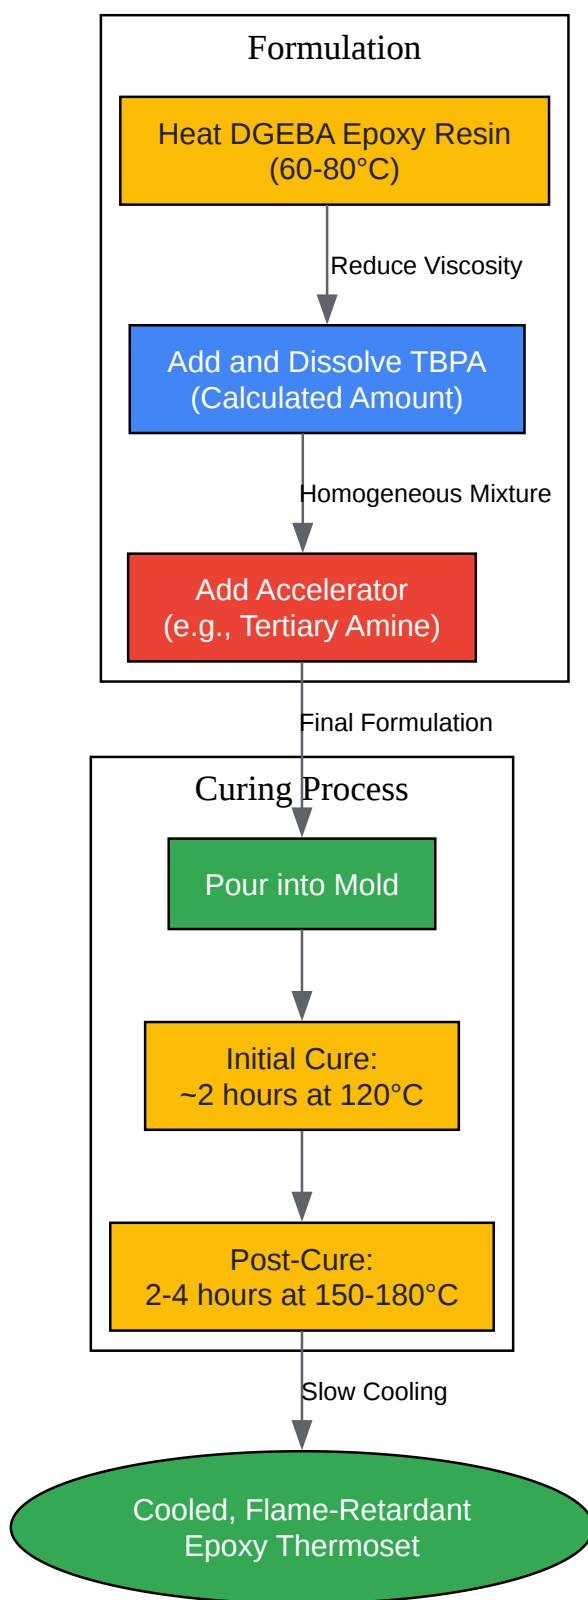 Formulation
Heat DGEBA Epoxy Resin
(60-80°C)
Reduce Viscosity
Add and Dissolve TBPA
(Calculated Amount)
Homogeneous Mixture
Add Accelerator
(e.g., Tertiary Amine)
Final Formulation
Curing Process
Pour into Mold
Initial Cure:
~2 hours at 120°C
Post-Cure:
2-4 hours at 150-180°C
Slow Cooling
Cooled, Flame-Retardant
Epoxy Thermoset